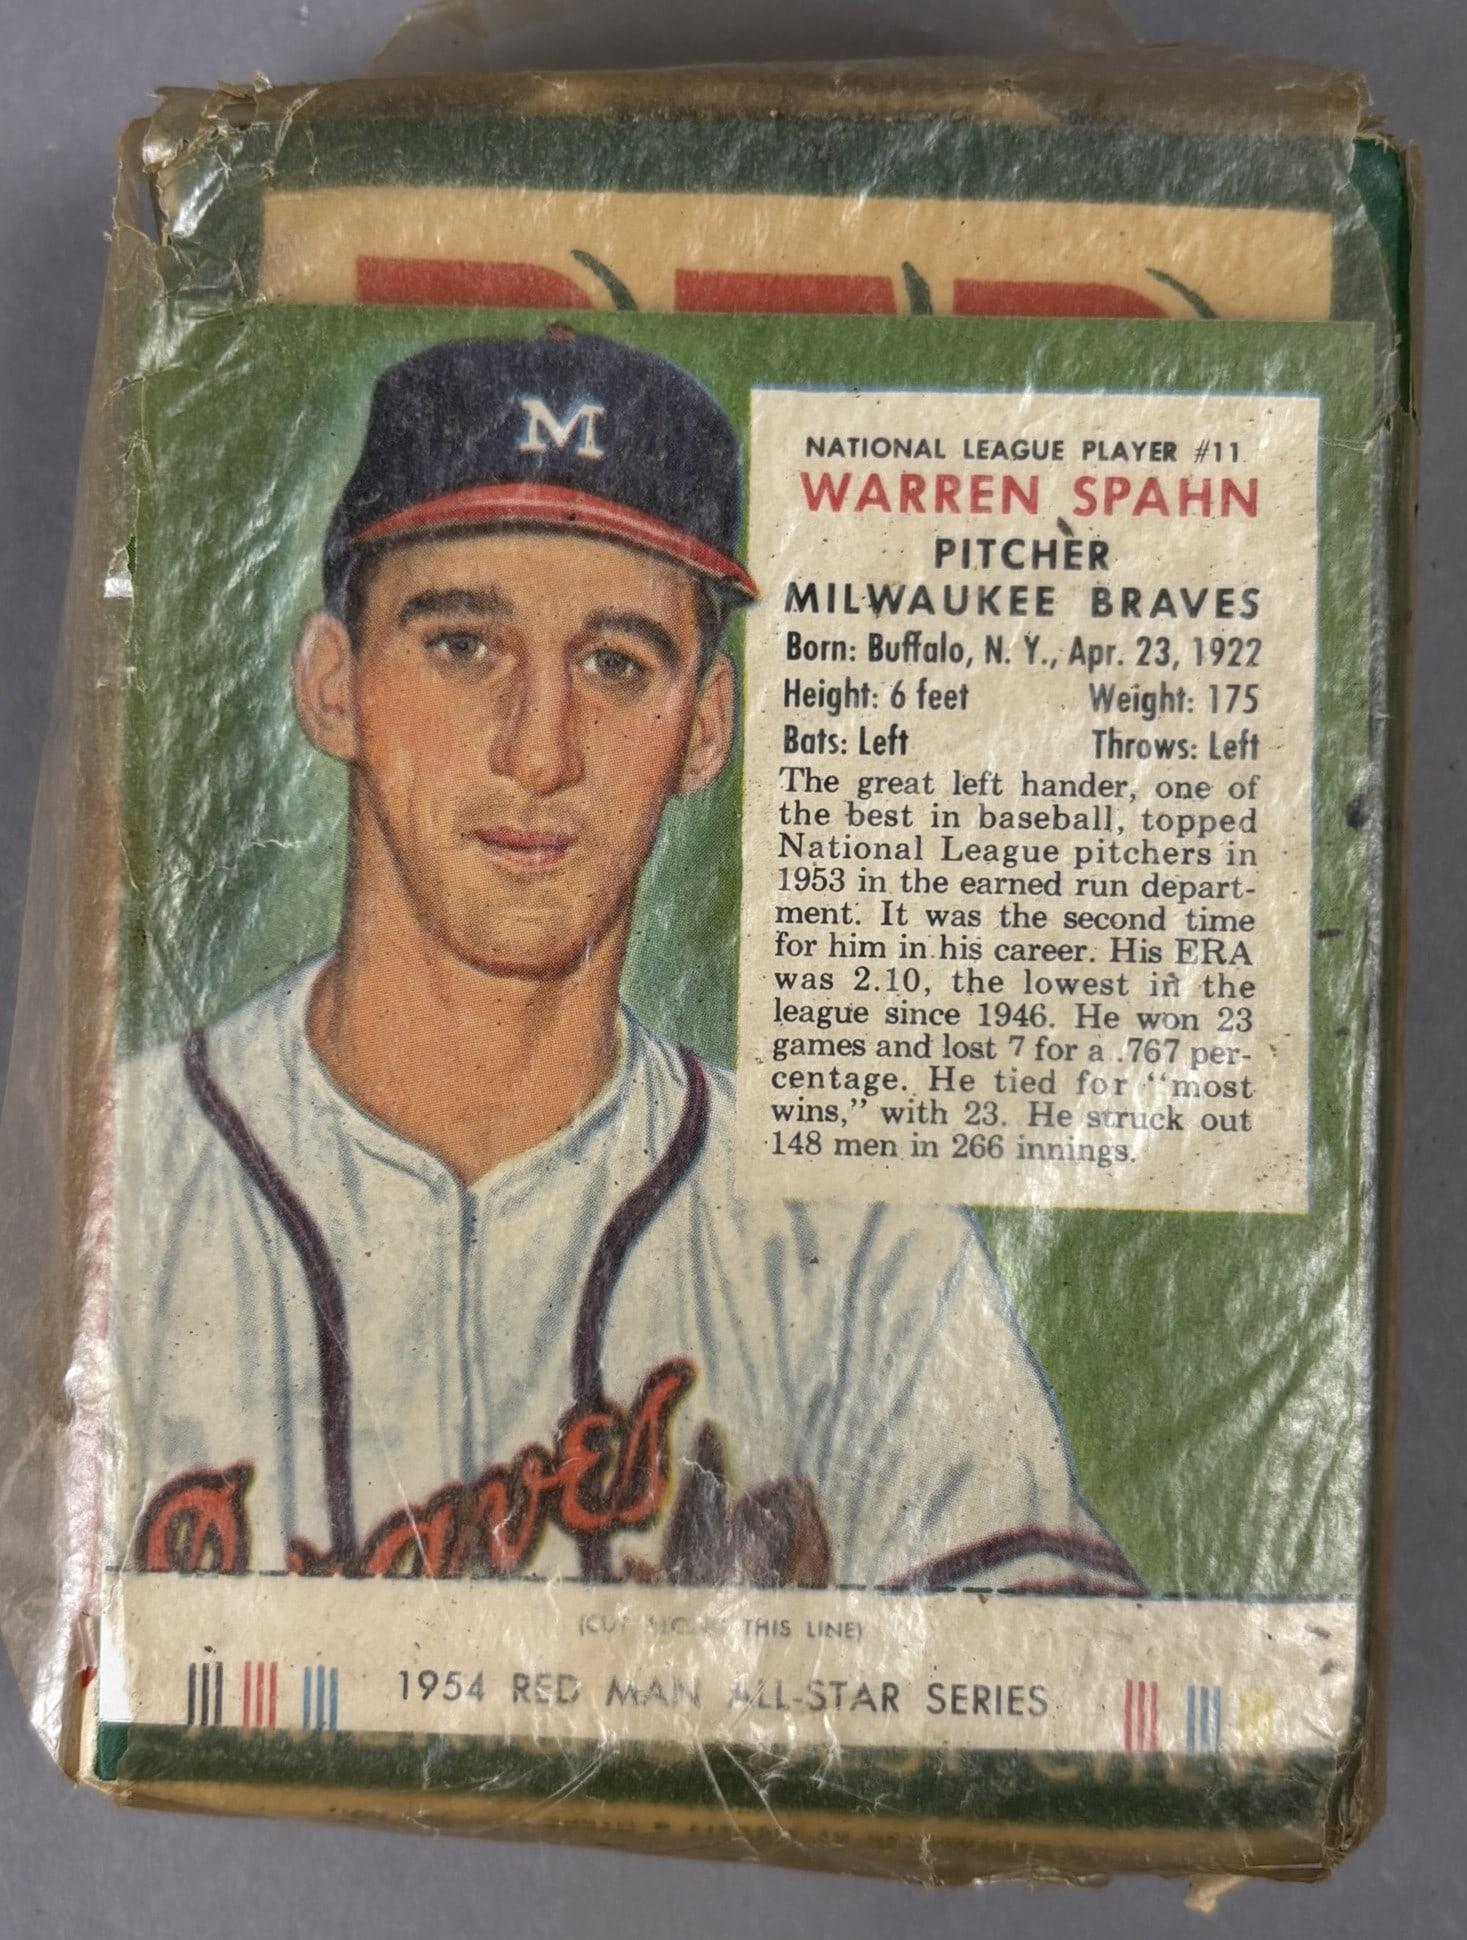 M
NATIONAL LEAGUE PLAYER #11
WARREN SPAHN
PITCHER
MILWAUKEE BRAVES
Born: Buffalo, N. Y., Apr. 23, 1922
Height: 6 feet Weight: 175
Bats: Left Throws: Left
The great left hander, one of
the best in baseball, topped
National League pitchers in
1953 in the earned run depart-
ment. It was the second time
for him in his career. His ERA
was 2.10, the lowest in the
league since 1946. He won 23
games and lost 7 for a .767 per-
centage. He tied for “most
wins,” with 23. He struck out
148 men in 266 innings.
Braves
(CUT ALONG THIS LINE)
1954 RED MAN ALL-STAR SERIES